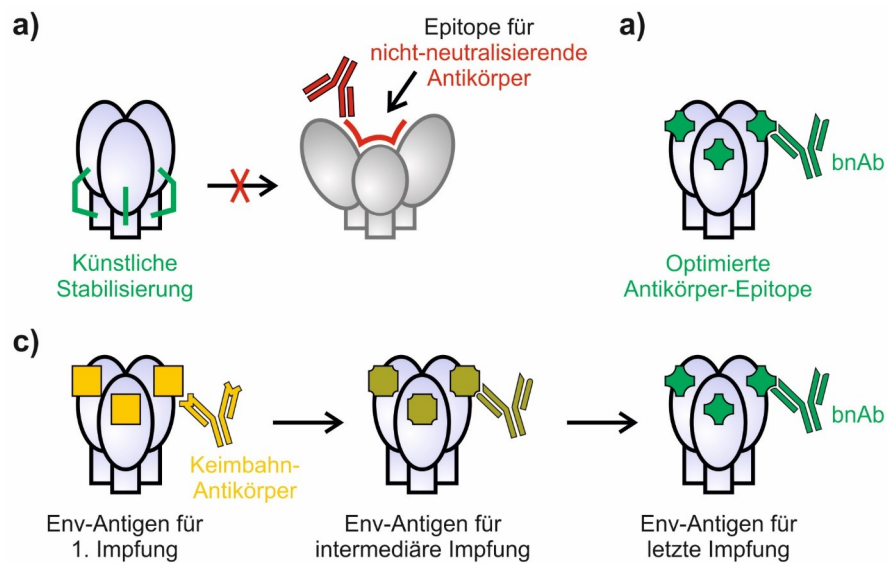 a)
Epitope für
nicht-neutralisierende
Antikörper
Künstliche
Stabilisierung
a)
bnAb
Optimierte
Antikörper-Epitope
c)
Keimbahn-
Antikörper
bnAb
Env-Antigen für
1. Impfung
Env-Antigen für
intermediäre Impfung
Env-Antigen für
letzte Impfung